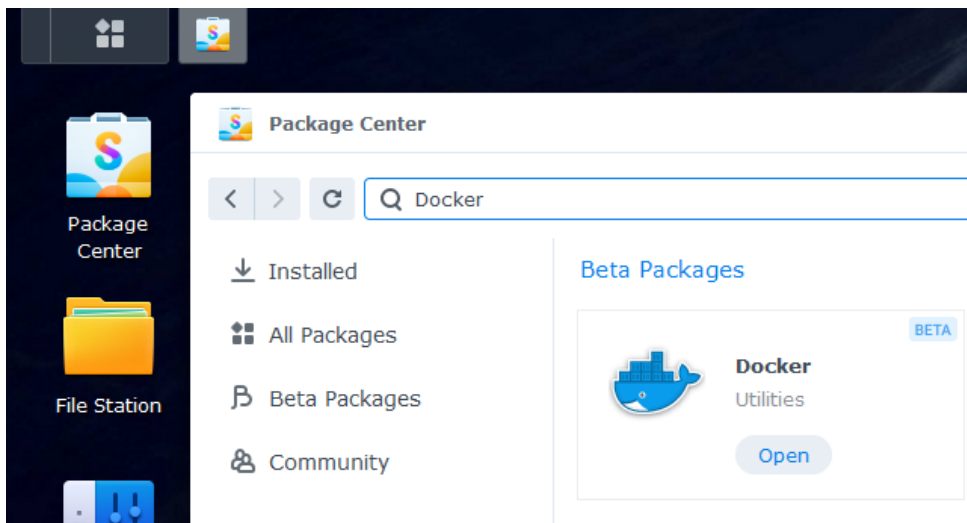 Package Center
Docker
Package
Center
Installed
All Packages
Beta Packages
Community
File Station
Beta Packages
BETA
Docker
Utilities
Open